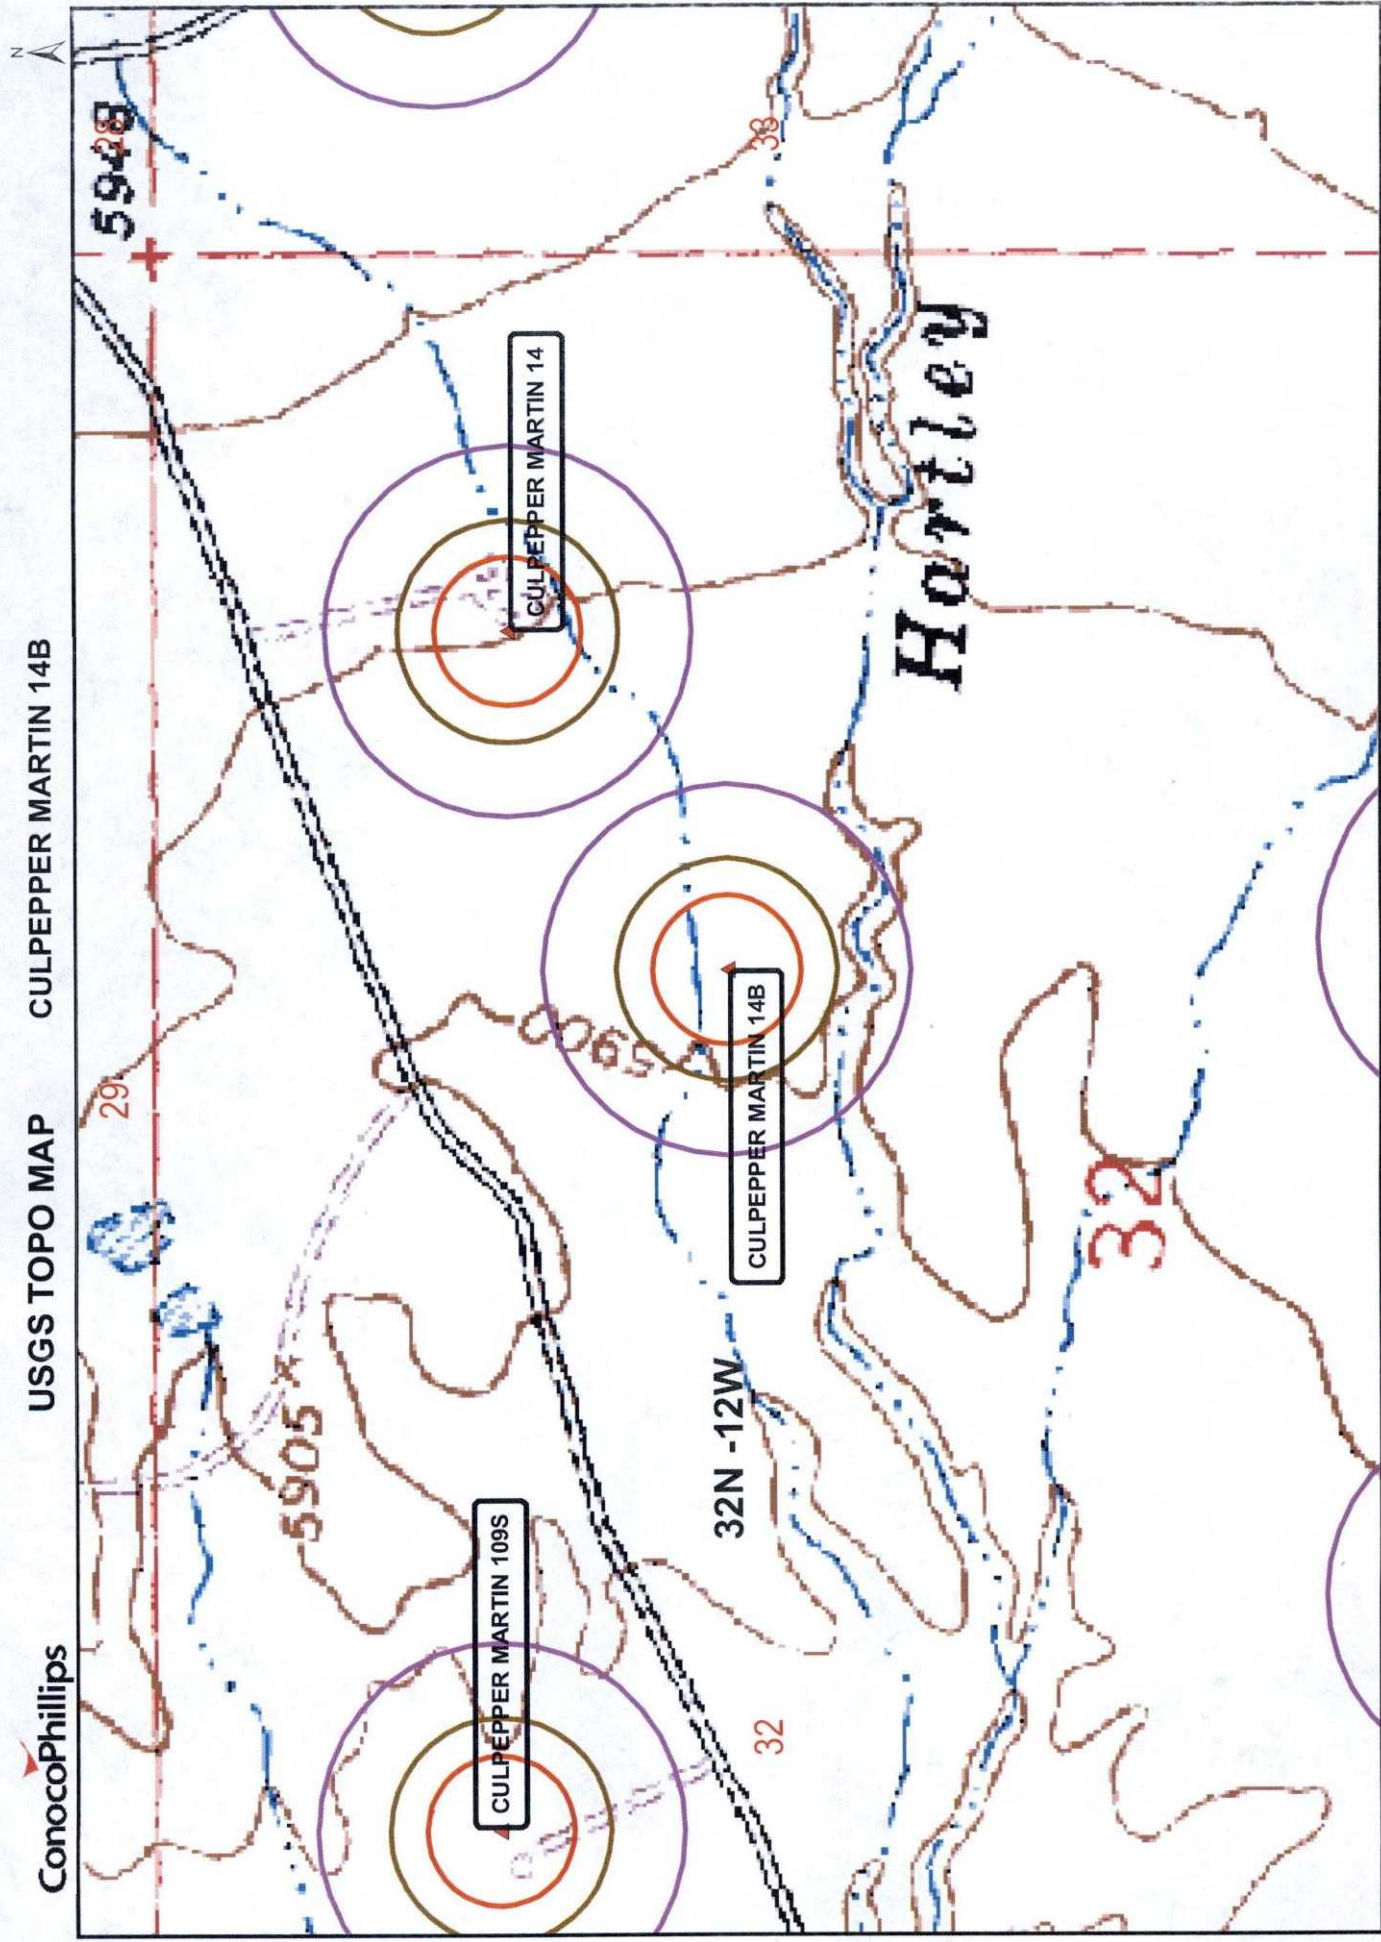 ConocoPhillips
USGS TOPO MAP
CULPEPPER MARTIN 14B
N
29
28
5948
5905 x
5900
CULPEPPER MARTIN 109S
CULPEPPER MARTIN 14
CULPEPPER MARTIN 14B
33
32N -12W
32
Hartley
32